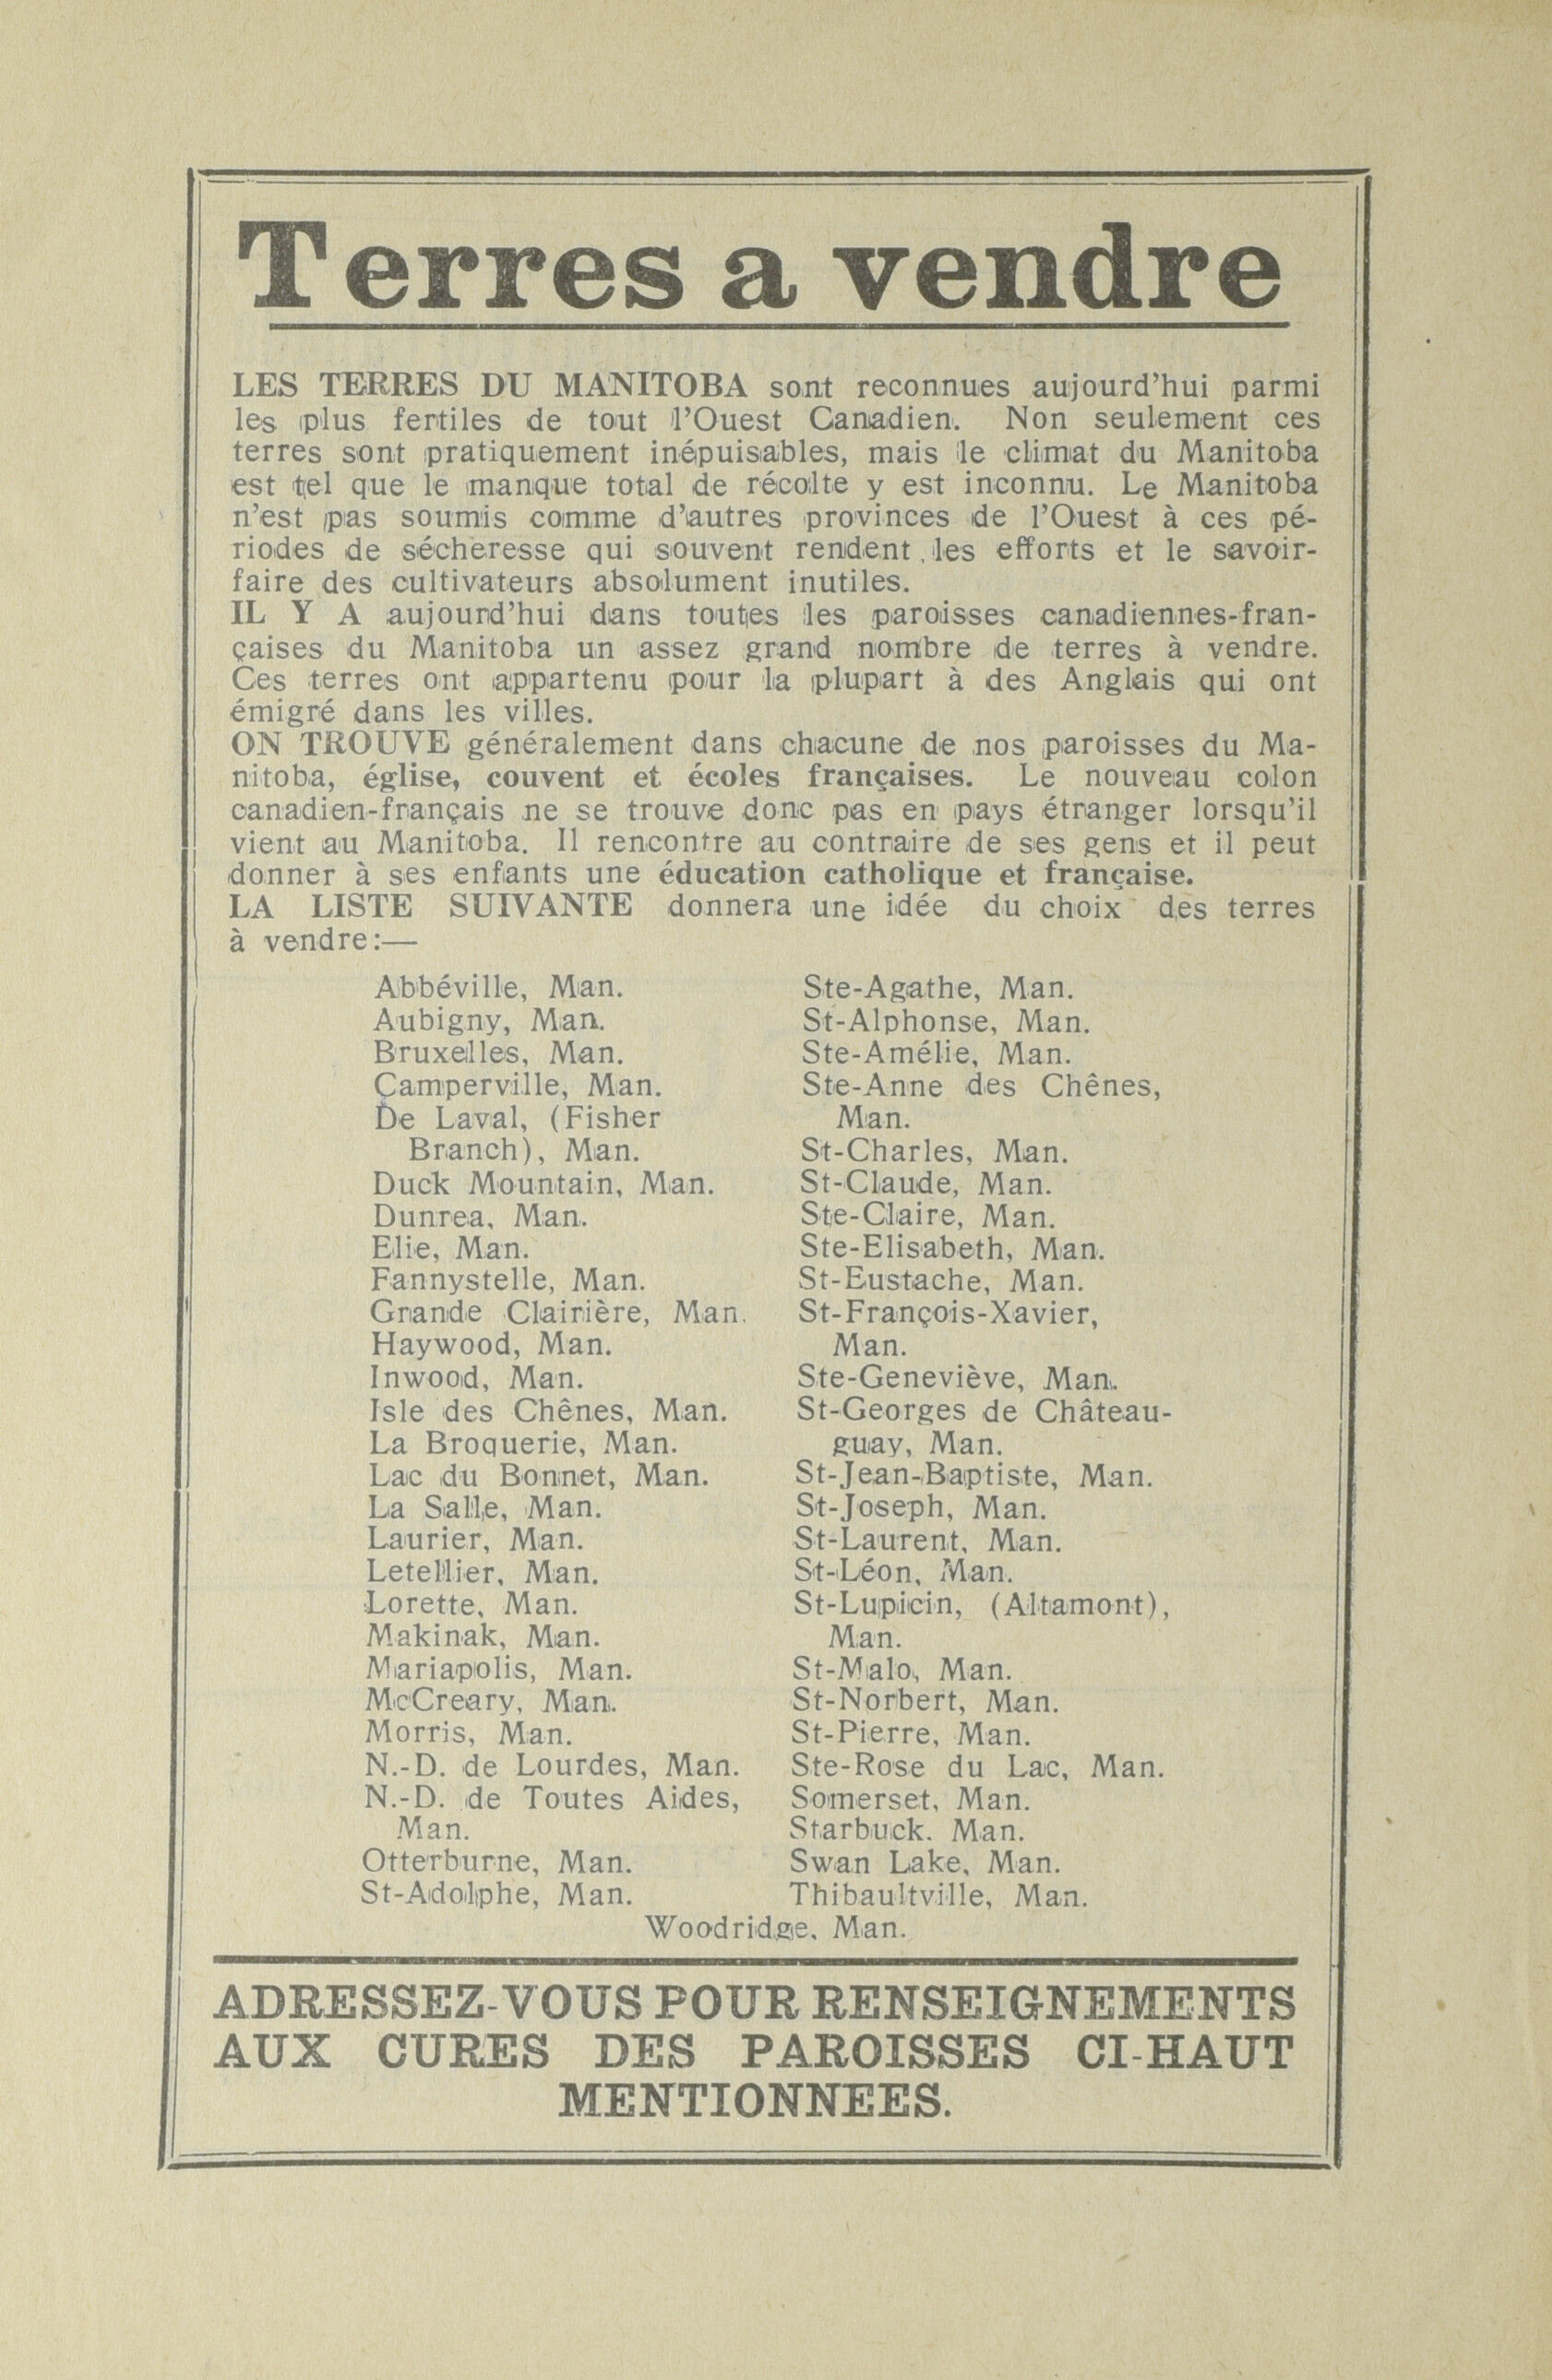 Terres a vendre
LES TERRES DU MANITOBA sont reconnues aujourd'hui parmi
les plus fertiles de tout l'Ouest Canadien. Non seulement ces
terres sont pratiquement inépuisables, mais le climat du Manitoba
est tel que le manque total de récolte y est inconnu. Le Manitoba
n'est pas soumis comme d'autres provinces de l'Ouest à ces pé-
riodes de sécheresse qui souvent rendent les efforts et le savoir-
faire des cultivateurs absolument inutiles.
IL Y A aujourd'hui dans toutes les paroisses canadiennes-fran-
çaises du Manitoba un assez grand nombre de terres à vendre.
Ces terres ont appartenu pour la plupart à des Anglais qui ont
émigré dans les villes.
ON TROUVE généralement dans chacune de nos paroisses du Ma-
nitoba, église, couvent et écoles françaises. Le nouveau colon
canadien-français ne se trouve donc pas en pays étranger lorsqu'il
vient au Manitoba. Il rencontre au contraire de ses gens et il peut
donner à ses enfants une éducation catholique et française.
LA LISTE SUIVANTE donnera une idée du choix des terres
à vendre:—
Abbéville, Man.
Aubigny, Man.
Bruxelles, Man.
Camperville, Man.
De Laval, (Fisher
Branch), Man.
Duck Mountain, Man.
Dunrea, Man.
Elie, Man.
Fannystelle, Man.
Grande Clairière, Man.
Haywood, Man.
Inwood, Man.
Isle des Chênes, Man.
La Broquerie, Man.
Lac du Bonnet, Man.
La Salle, Man.
Laurier, Man.
Letellier, Man.
Lorette, Man.
Makinak, Man.
Mariapolis, Man.
McCreary, Man.
Morris, Man.
N.-D. de Lourdes, Man.
N.-D. de Toutes Aides,
Man.
Otterburne, Man.
St-Adolphe, Man.
Ste-Agathe, Man.
St-Alphonse, Man.
Ste-Amélie, Man.
Ste-Anne des Chênes,
Man.
St-Charles, Man.
St-Claude, Man.
Ste-Claire, Man.
Ste-Elisabeth, Man.
St-Eustache, Man.
St-François-Xavier,
Man.
Ste-Geneviève, Man.
St-Georges de Château-
guay, Man.
St-Jean-Baptiste, Man.
St-Joseph, Man.
St-Laurent, Man.
St-Léon, Man.
St-Lupicin, (Altamont),
Man.
St-Malo, Man.
St-Norbert, Man.
St-Pierre, Man.
Ste-Rose du Lac, Man.
Somerset, Man.
Starbuck. Man.
Swan Lake, Man.
Thibaultville, Man.
Woodridge, Man.
ADRESSEZ-VOUS POUR RENSEIGNEMENTS
AUX CURES DES PAROISSES CI-HAUT
MENTIONNEES.